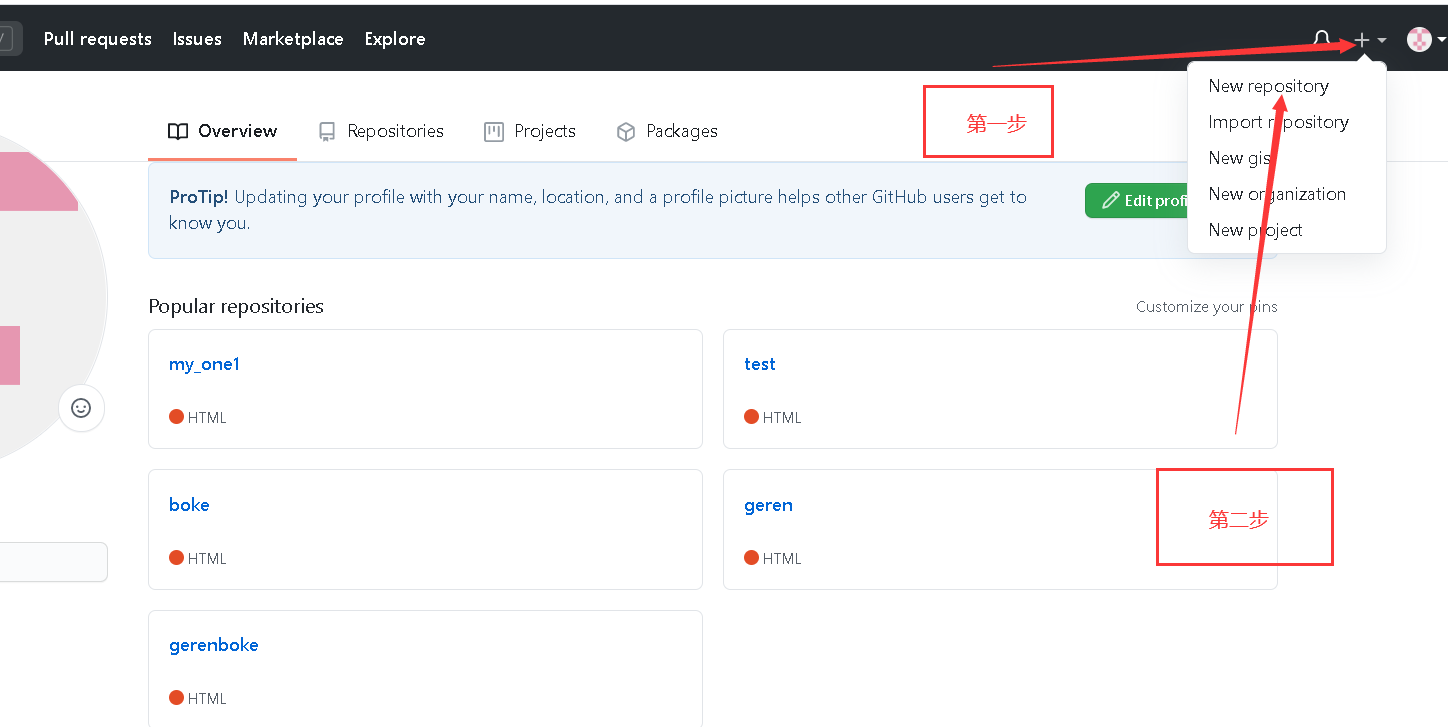 /
Pull requests Issues Marketplace Explore
New repository
Import repository
New gis
New organization
New project
第一步
Overview Repositories Projects Packages
ProTip! Updating your profile with your name, location, and a profile picture helps other GitHub users get to
know you.
Edit profi
Popular repositories Customize your pins
my_one1
HTML
test
HTML
boke
HTML
geren
HTML
第二步
gerenboke
HTML